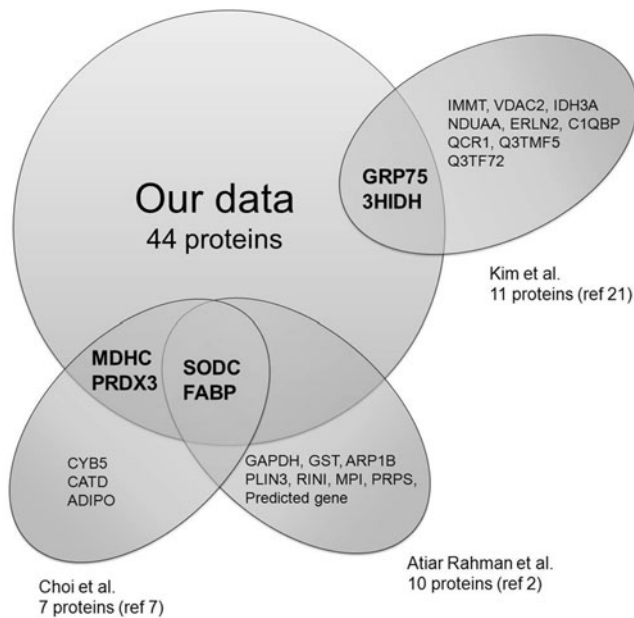 IMMT, VDAC2, IDH3A
NDUAA, ERLN2, C1QBP
QCR1, Q3TMF5
Q3TF72
GRP75
3HIDH
Our data
44 proteins
Kim et al.
11 proteins (ref 21)
MDHC
PRDX3
SODC
FABP
CYB5
CATD
ADIPO
GAPDH, GST, ARP1B
PLIN3, RINI, MPI, PRPS,
Predicted gene
Atiar Rahman et al.
10 proteins (ref 2)
Choi et al.
7 proteins (ref 7)